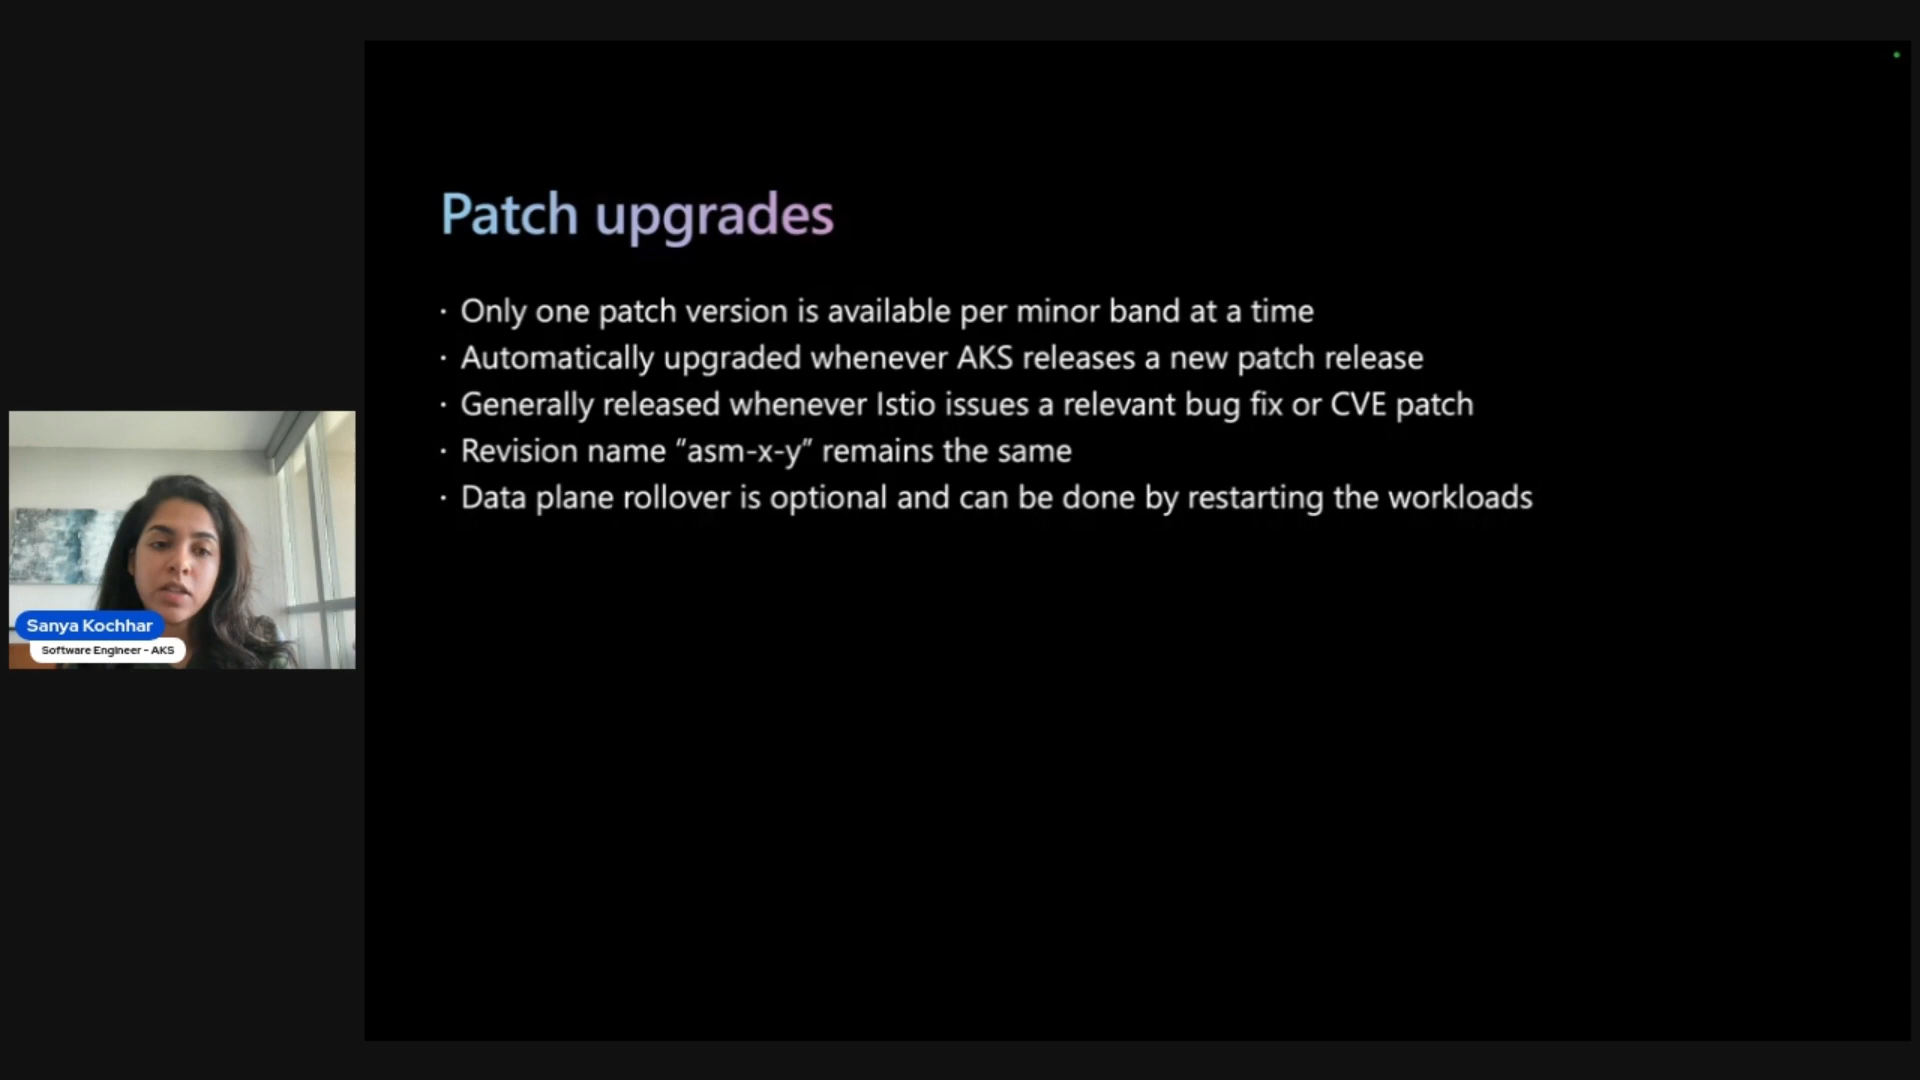 Patch upgrades
· Only one patch version is available per minor band at a time
· Automatically upgraded whenever AKS releases a new patch release
· Generally released whenever Istio issues a relevant bug fix or CVE patch
· Revision name “asm-x-y” remains the same
· Data plane rollover is optional and can be done by restarting the workloads
Sanya Kochhar
Software Engineer - AKS